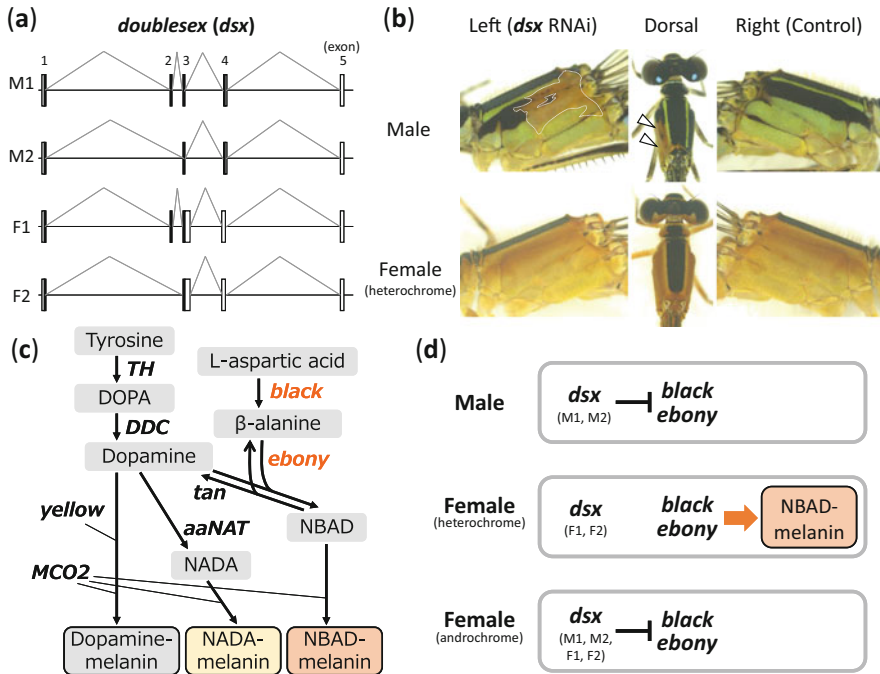 (a)
doublesex (dsx)
(exon)
1 2 3 4 5
M1
M2
F1
F2
(b)
Left (dsx RNAi) Dorsal Right (Control)
Male
Female
(heterochrome)
(c)
Tyrosine
TH
DOPA
DDC
Dopamine
L-aspartic acid
black
β-alanine
ebony
tan
yellow
aaNAT
NBAD
NADA
MCO2
Dopamine-
melanin
NADA-
melanin
NBAD-
melanin
(d)
Male
dsx
(M1, M2)
black
ebony
Female
(heterochrome)
dsx
(F1, F2)
black
ebony
NBAD-
melanin
Female
(androchrome)
dsx
(M1, M2,
F1, F2)
black
ebony